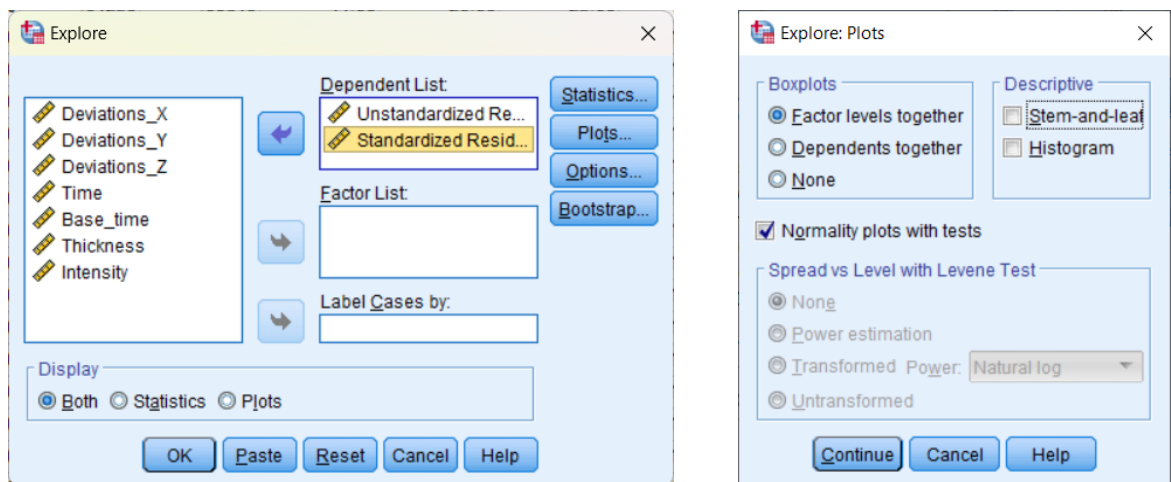 Explore
Dependent List:
Deviations_X
Deviations_Y
Deviations_Z
Time
Base_time
Thickness
Intensity
Unstandardized Re...
Standardized Resid...
Factor List:
Label Cases by:
Statistics...
Plots...
Options...
Bootstrap...
Display
Both Statistics Plots
OK Paste Reset Cancel Help
Explore: Plots
Boxplots
Factor levels together
Dependents together
None
Descriptive
Stem-and-leaf
Histogram
Normality plots with tests
Spread vs Level with Levene Test
None
Power estimation
Transformed Power: Natural log
Untransformed
Continue Cancel Help